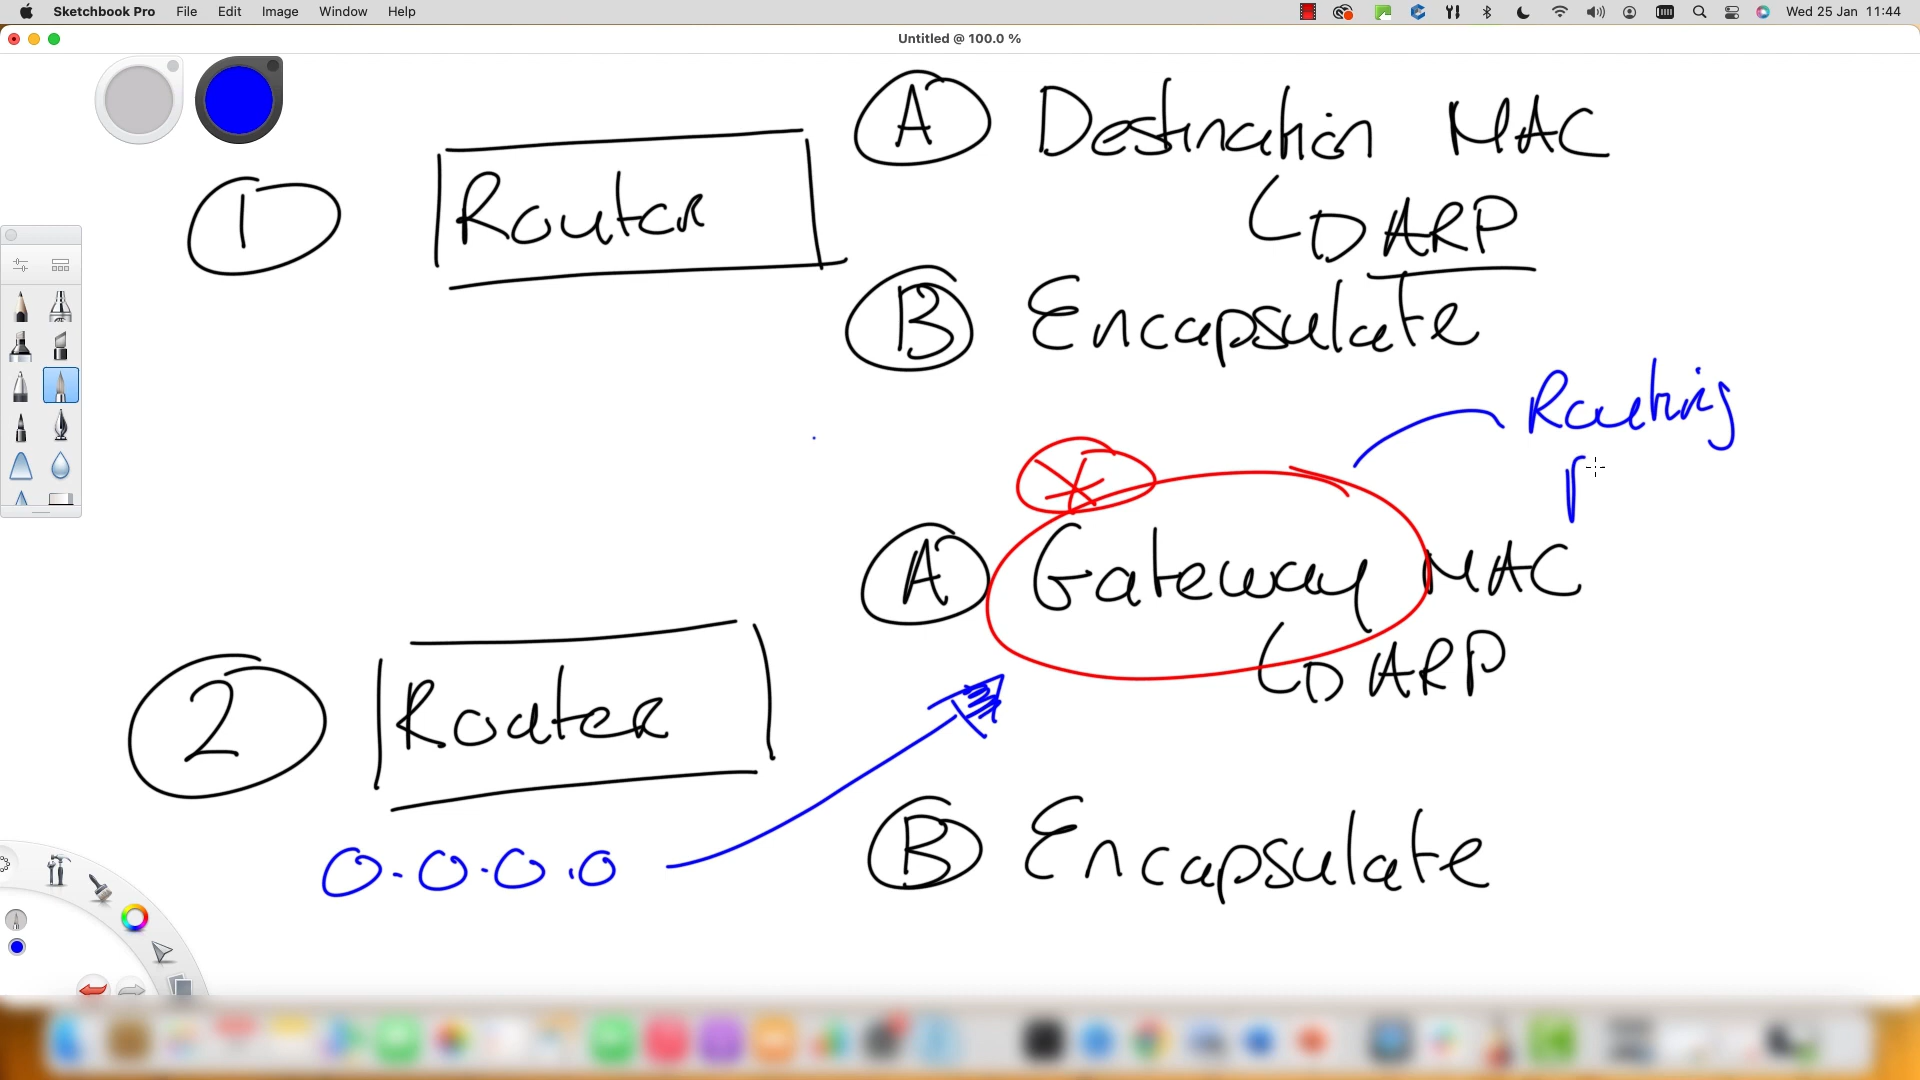 Sketchbook Pro File Edit Image Window Help
Wed 25 Jan 11:44
Untitled @ 100.0 %
1 Router
A Destination MAC
ARP
B Encapsulate
Routing
A Gateway MAC
ARP
2 Router
0.0.0.0
B Encapsulate